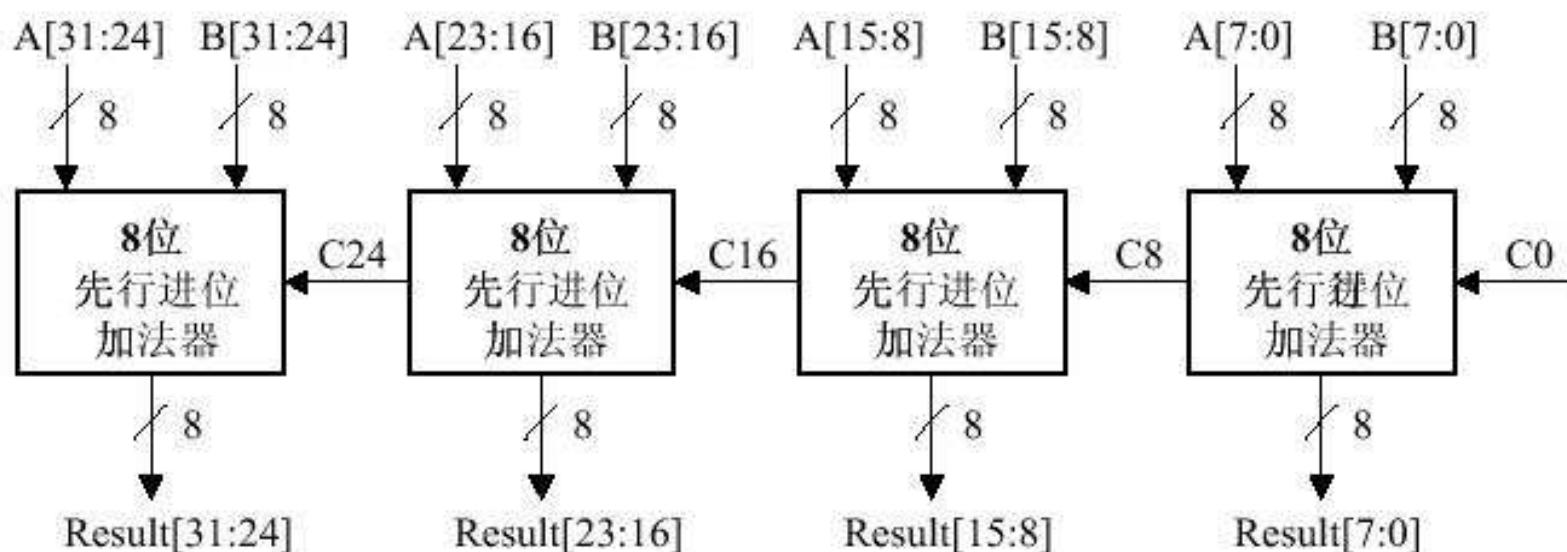 A[31:24] B[31:24] A[23:16] B[23:16] A[15:8] B[15:8] A[7:0] B[7:0]
8 8 8 8 8 8 8 8
8位 8位 8位 8位
C24 C16 C8 C0
先行进位 先行进位 先行进位 先行进位
加法器 加法器 加法器 加法器
8 8 8 8
Result[31:24] Result[23:16] Result[15:8] Result[7:0]